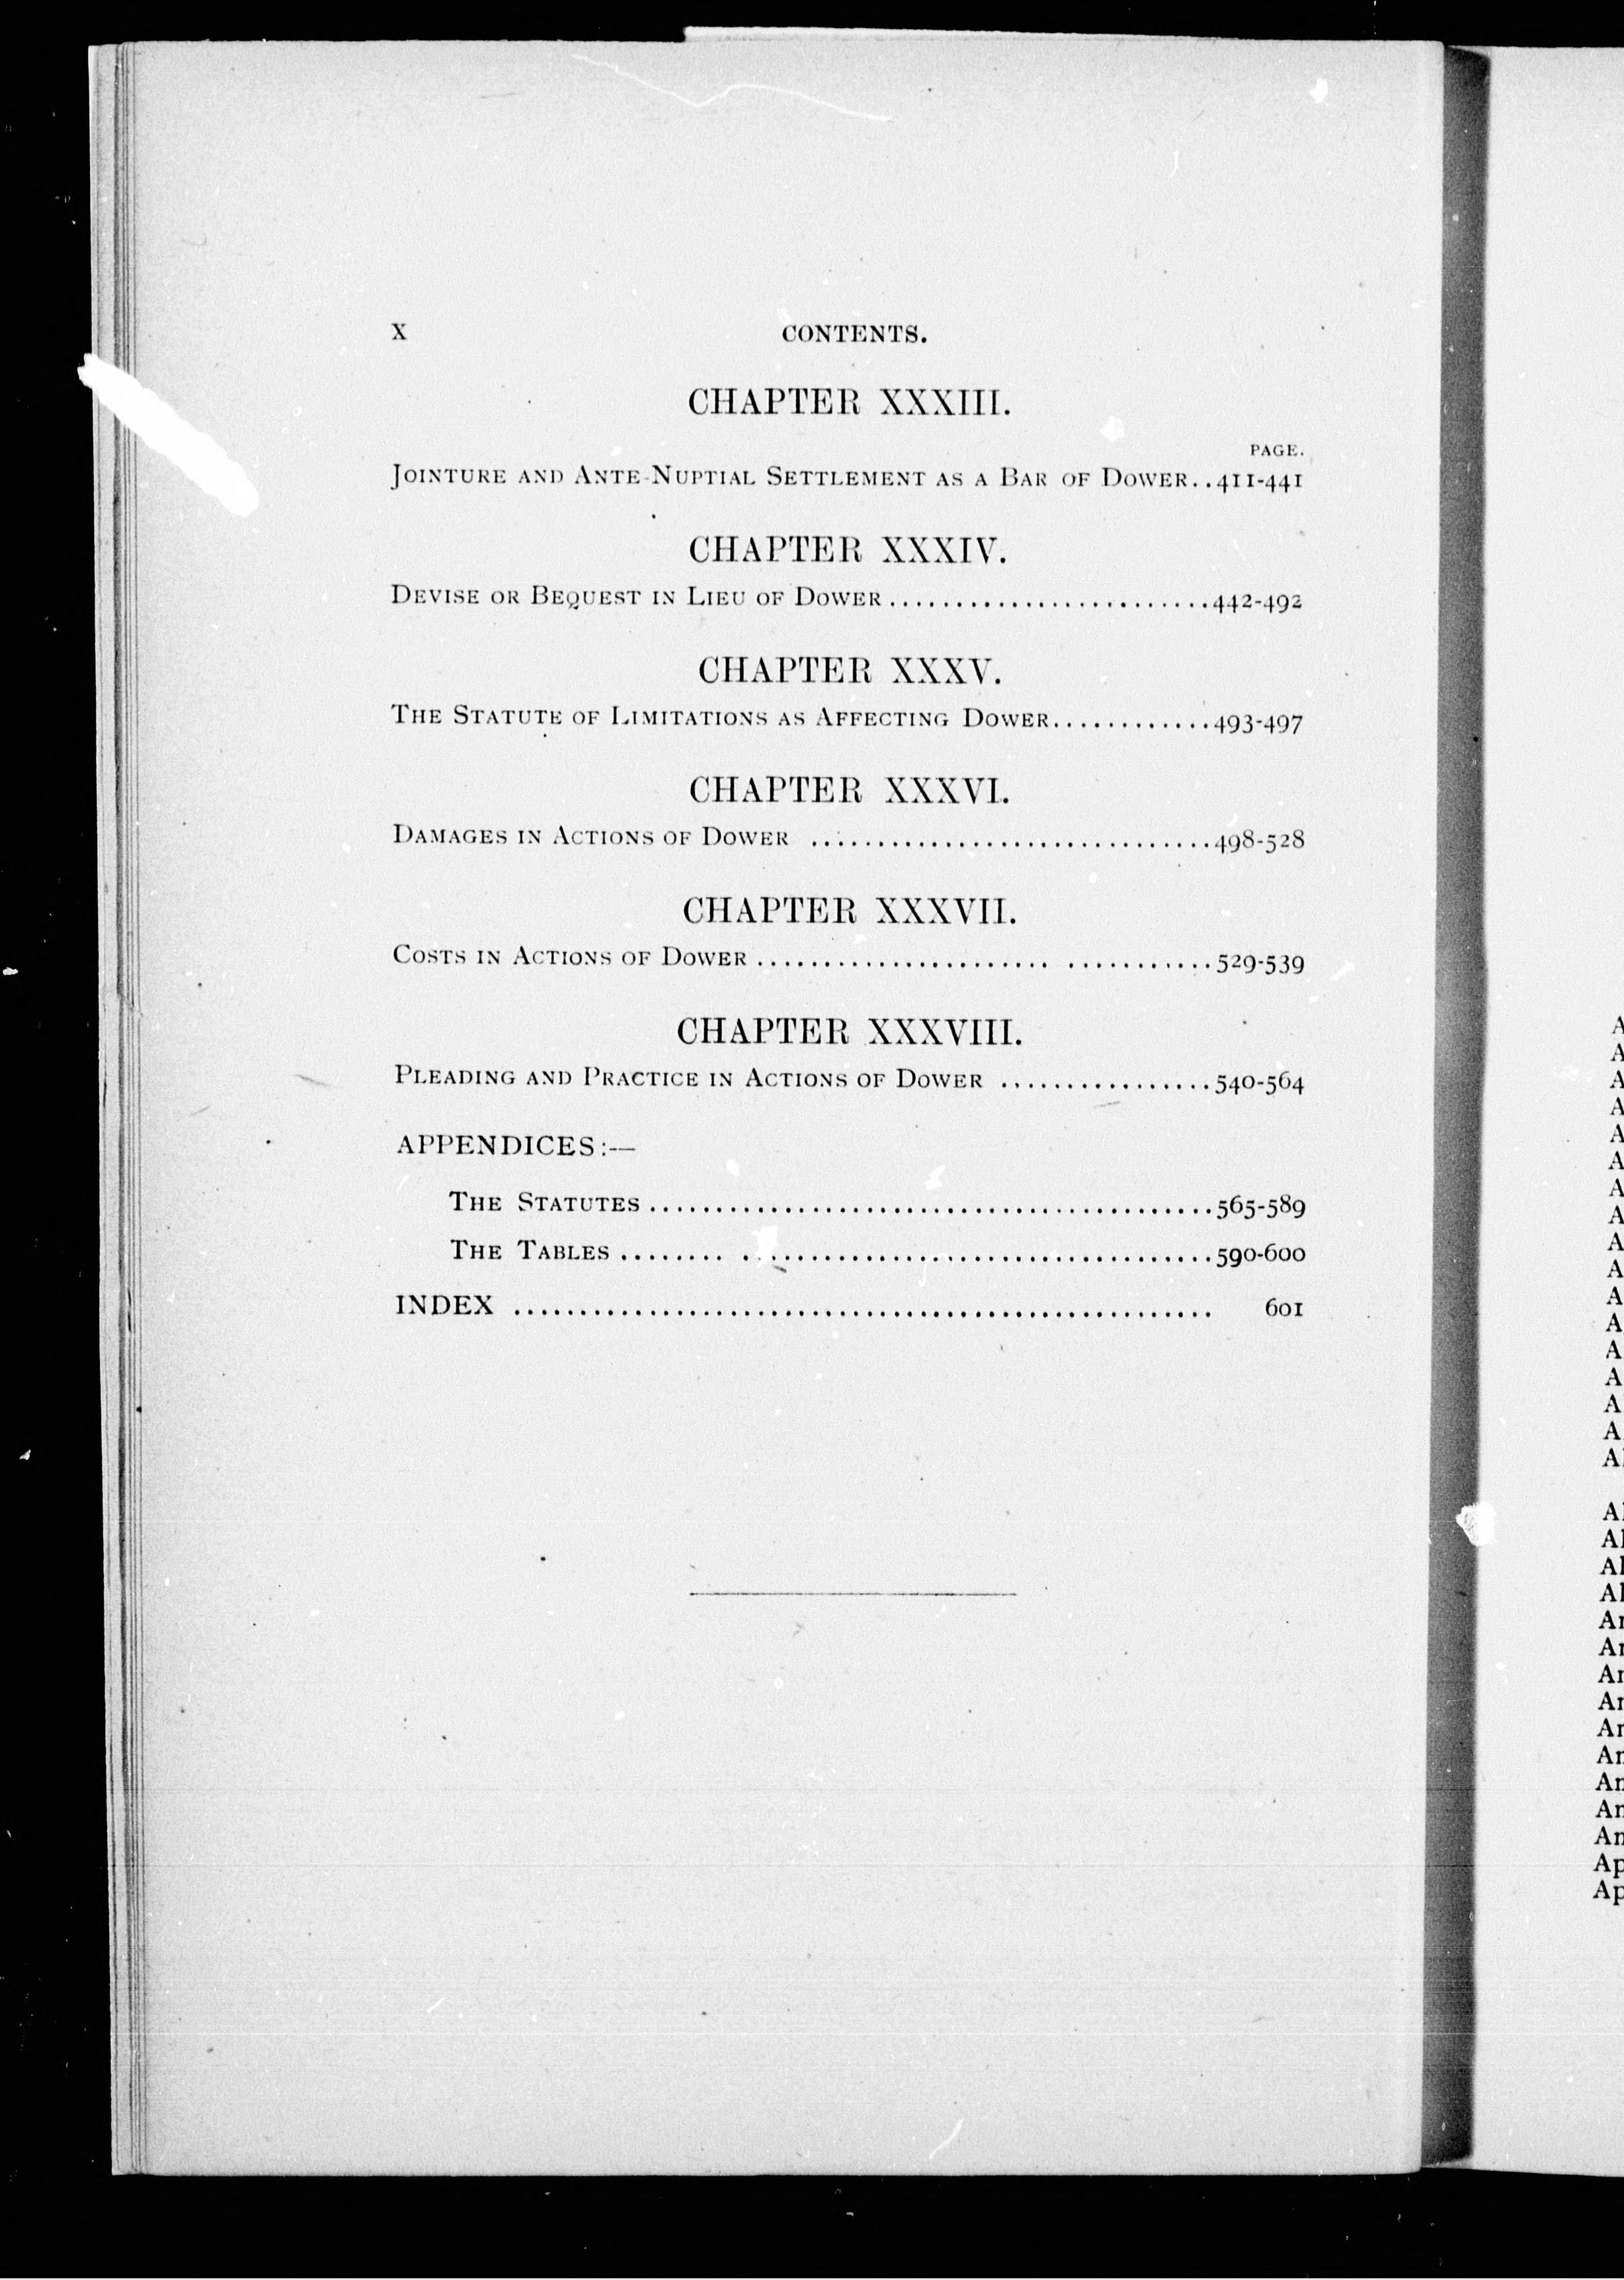 X CONTENTS.
CHAPTER XXXIII.
PAGE.
JOINTURE AND ANTE-NUPTIAL SETTLEMENT AS A BAR OF DOWER..411-441
CHAPTER XXXIV.
DEVISE OR BEQUEST IN LIEU OF DOWER........................442-492
CHAPTER XXXV.
THE STATUTE OF LIMITATIONS AS AFFECTING DOWER............493-497
CHAPTER XXXVI.
DAMAGES IN ACTIONS OF DOWER ..............................498-528
CHAPTER XXXVII.
COSTS IN ACTIONS OF DOWER...................... ...........529-539
CHAPTER XXXVIII.
PLEADING AND PRACTICE IN ACTIONS OF DOWER ................540-564
APPENDICES:—
THE STATUTES...........................................565-589
THE TABLES........ ...................................590-600
INDEX ..................................................... 601